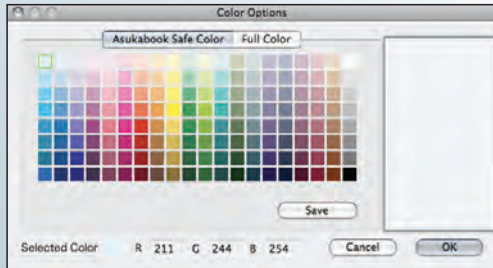 Color Options
Asukabook Safe Color Full Color
Save
Selected Color R 211 G 244 B 254 Cancel OK